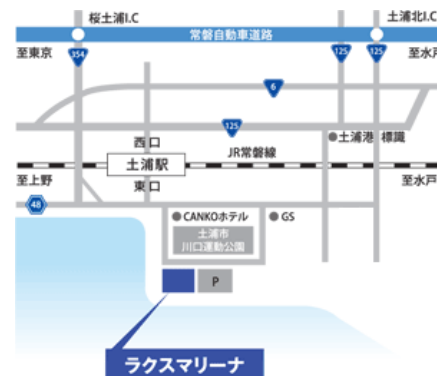 桜土浦I.C
土浦北I.C
常磐自動車道路
至東京
354
125
125
至水戸
6
125
西口
土浦港 標識
土浦駅
JR常磐線
至上野
東口
至水戸
48
CANKOホテル
GS
土浦市
川口運動公園
P
ラクスマリーナ